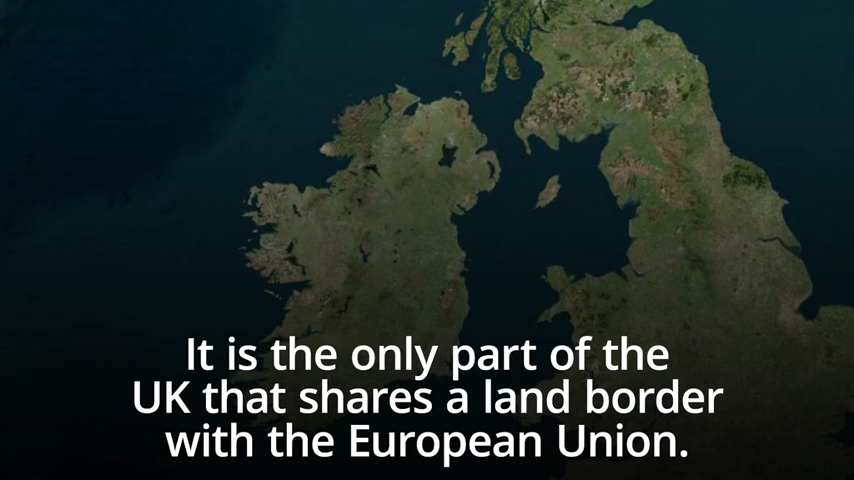 It is the only part of the
UK that shares a land border
with the European Union.